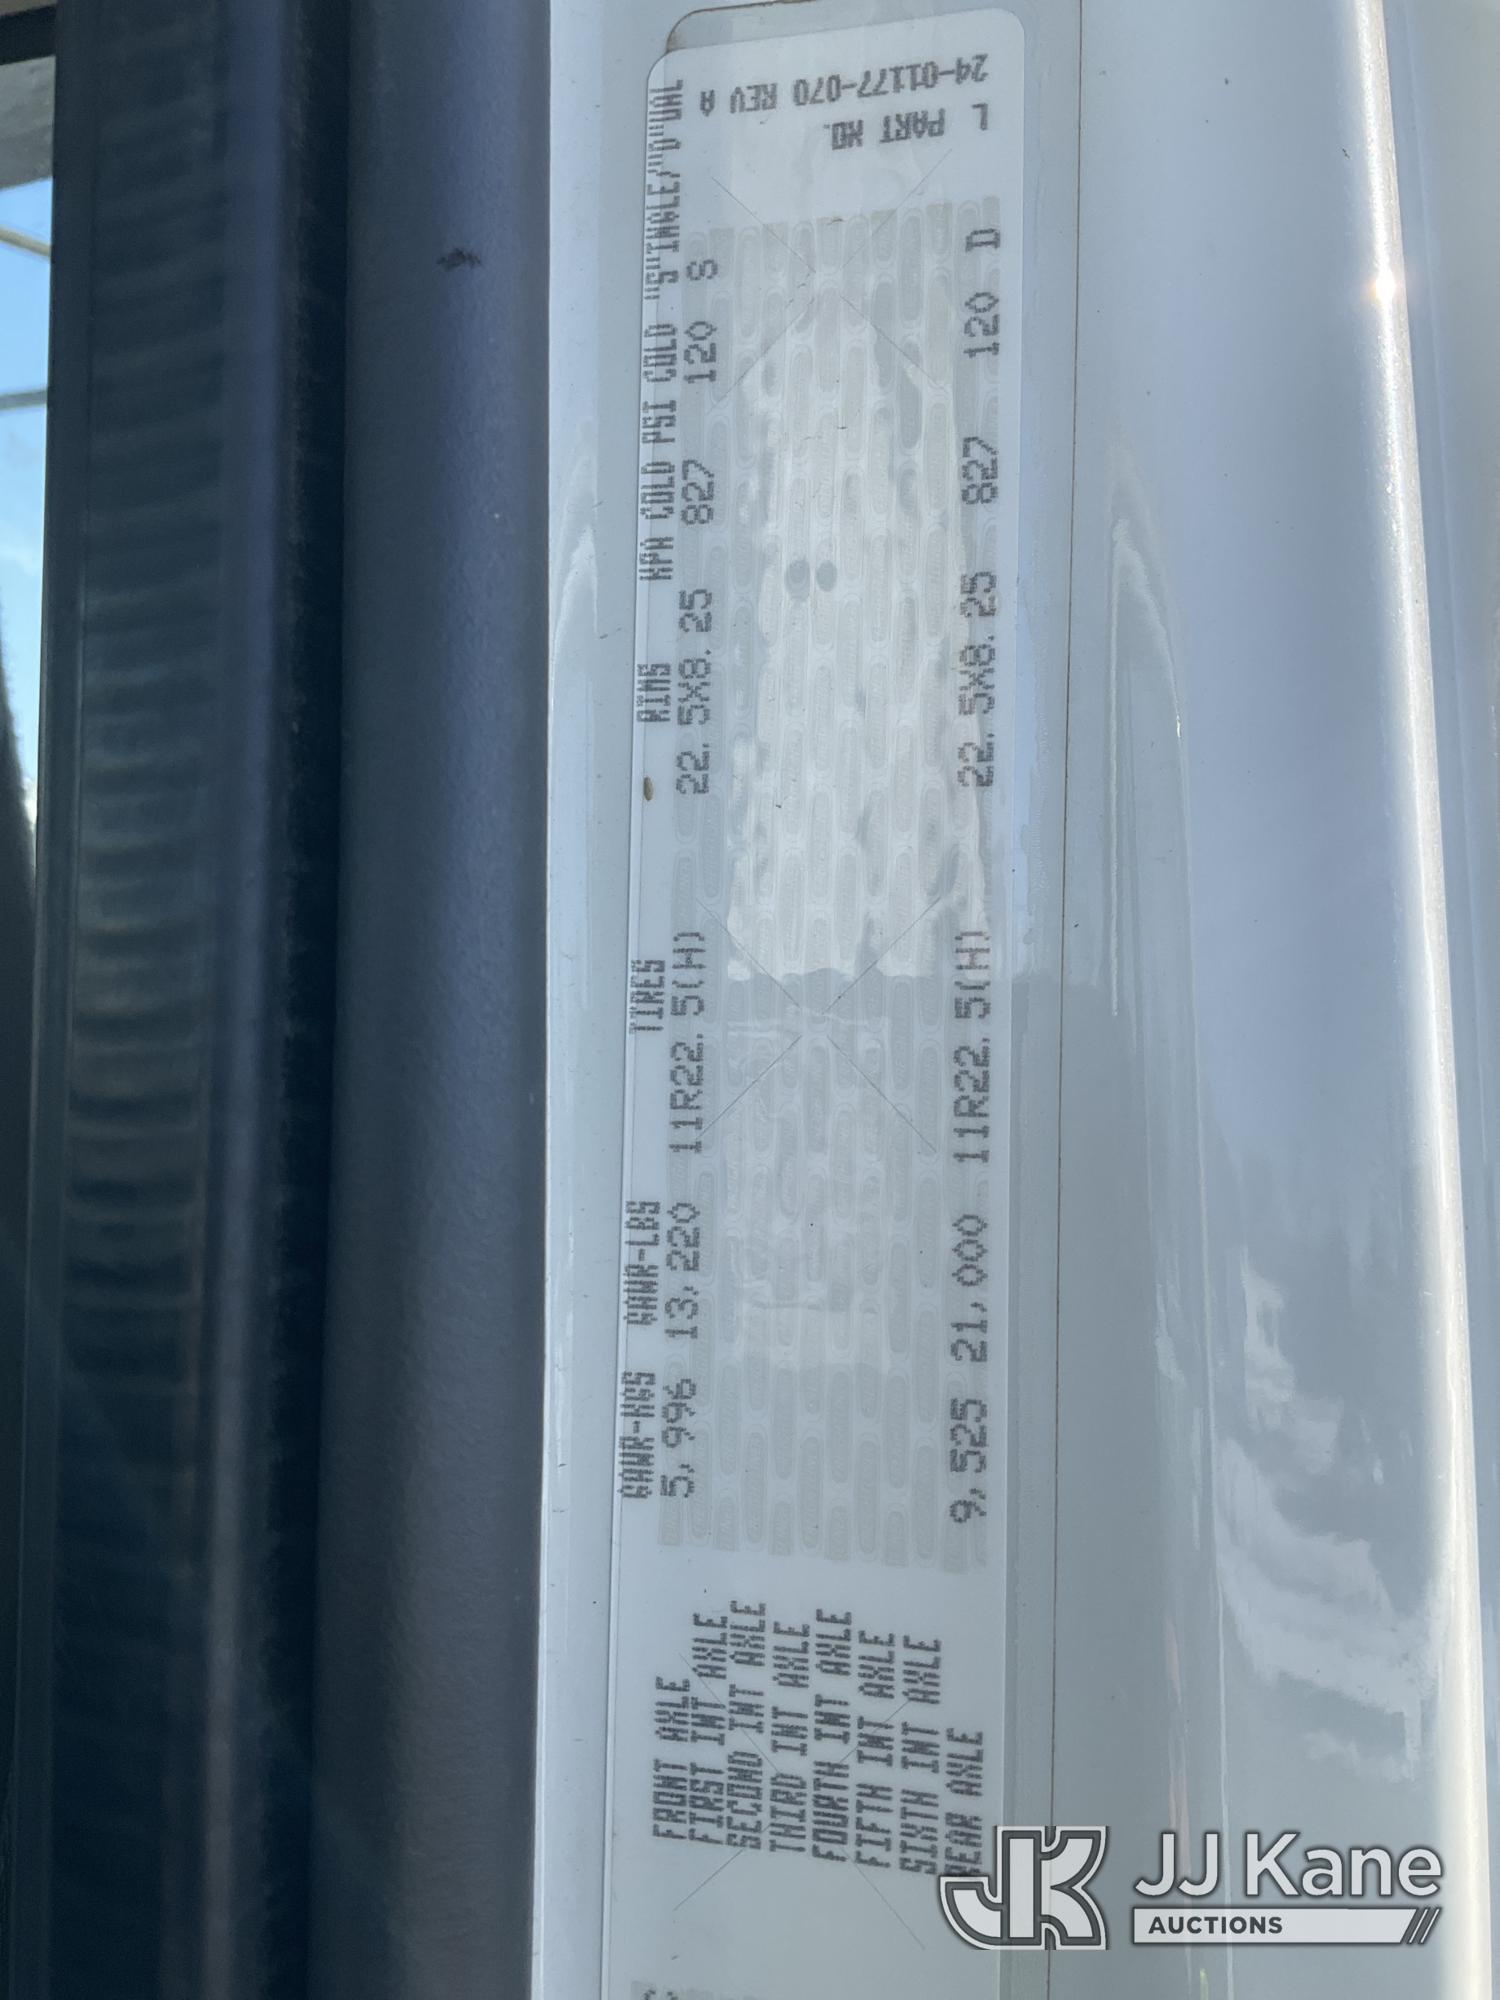 GAWR-KGS GAWR-LBS TIRES RIMS KPA COLD PSI COLD "S"INGLE/"D"UAL
FRONT AXLE 5,996 13,220 11R22.5(H) 22.5X8.25 827 120 S
FIRST INT AXLE
SECOND INT AXLE
THIRD INT AXLE
FOURTH INT AXLE
FIFTH INT AXLE
SIXTH INT AXLE
REAR AXLE 9,525 21,000 11R22.5(H) 22.5X8.25 827 120 D
L PART NO.
24-01177-070 REV A
JJ Kane
AUCTIONS